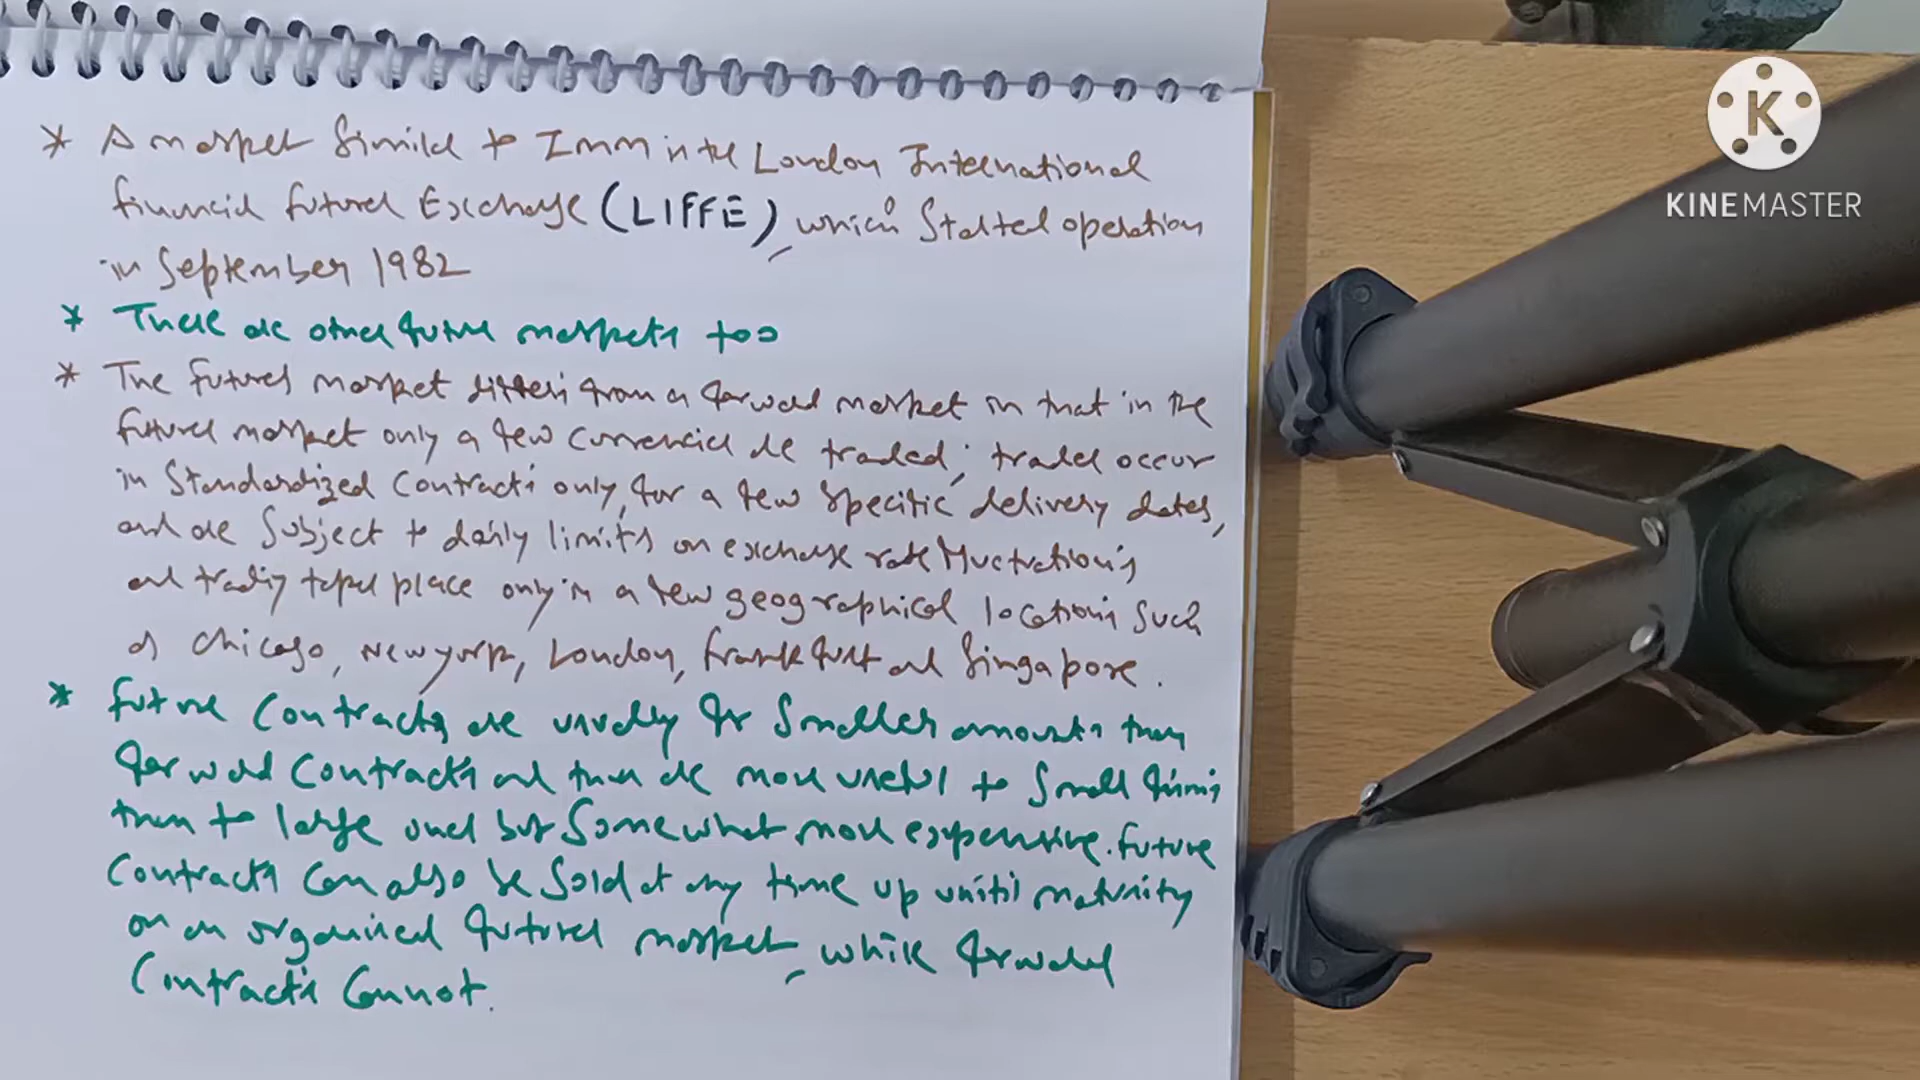 * A market similar to IMM in the London International
financial futures Exchange (LIFFE), which started operation
in September 1982
* There are other future markets too
* The futures market differs from a forward market in that in the
futures market only a few currencies are traded; trades occur
in standardized contracts only, for a few specific delivery dates,
and are subject to daily limits on exchange rate fluctuations
and trading takes place only in a few geographical locations such
as Chicago, Newyork, London, frankfurt and Singapore.
* future contracts are usually for smaller amounts than
forward contracts and thus are more useful to small firms
than to large ones but somewhat more expensive. future
contracts can also be sold at any time up until maturity
on an organised futures market, while forward
contracts cannot.
K
KINEMASTER